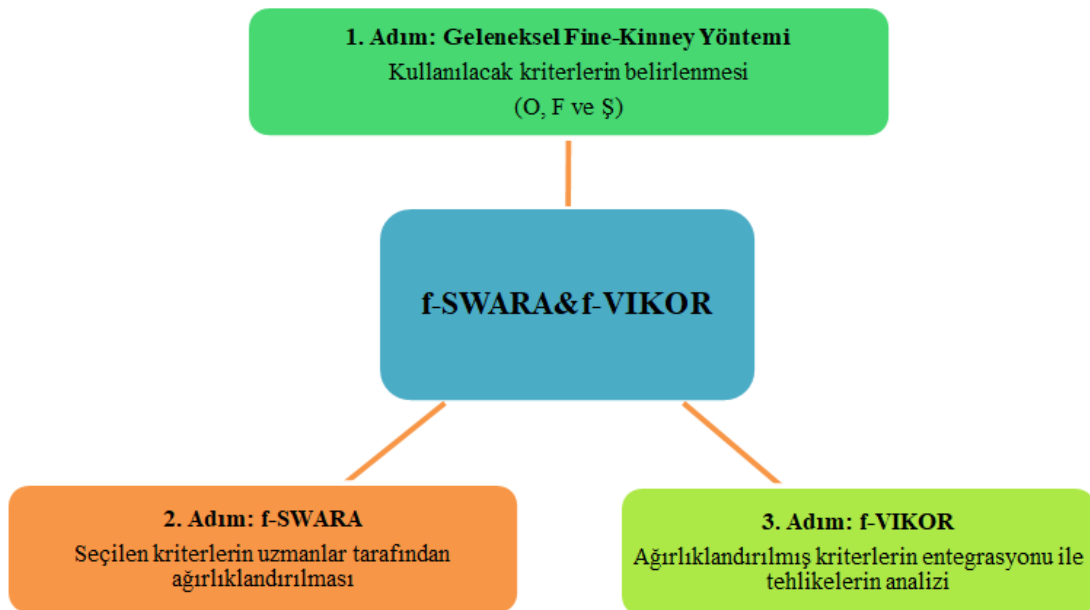 1. Adım: Geleneksel Fine-Kinney Yöntemi
Kullanılacak kriterlerin belirlenmesi
(O, F ve Ş)
f-SWARA&f-VIKOR
2. Adım: f-SWARA
Seçilen kriterlerin uzmanlar tarafından
ağırlıklandırılması
3. Adım: f-VIKOR
Ağırlıklandırılmış kriterlerin entegrasyonu ile
tehlikelerin analizi